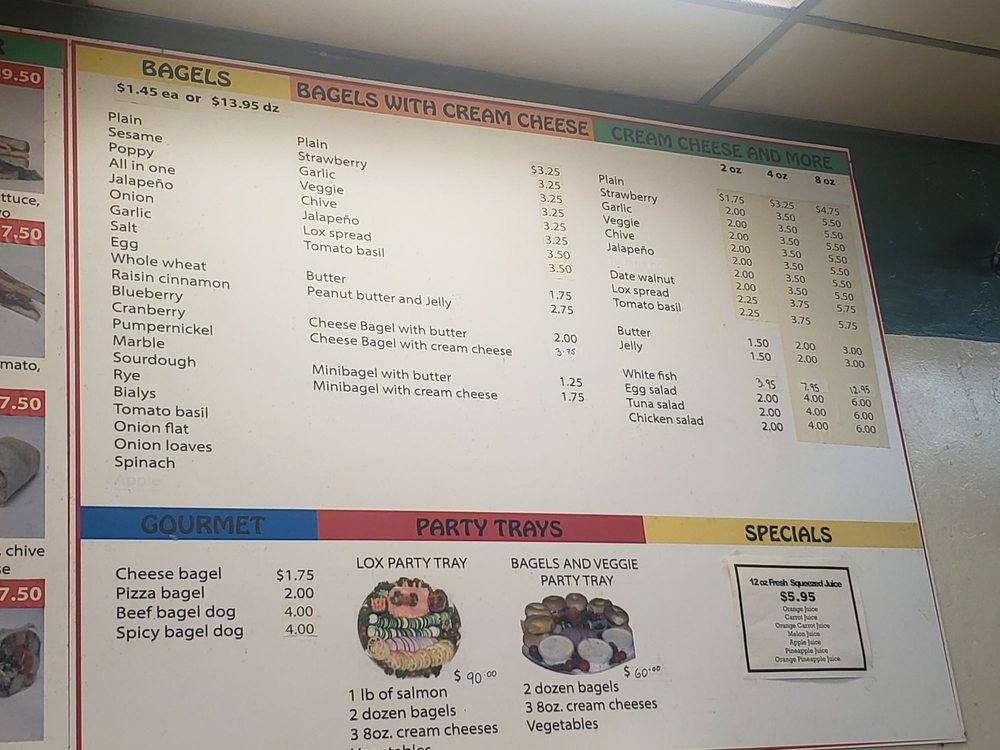 9.50
ttuce,
7.50
mato,
7.50
, chive
7.50
BAGELS
$1.45 ea or $13.95 dz
Plain
Sesame
Poppy
All in one
Jalapeño
Onion
Garlic
Salt
Egg
Whole wheat
Raisin cinnamon
Blueberry
Cranberry
Pumpernickel
Marble
Sourdough
Rye
Bialys
Tomato basil
Onion flat
Onion loaves
Spinach
Apple
BAGELS WITH CREAM CHEESE
Plain $3.25
Strawberry 3.25
Garlic 3.25
Veggie 3.25
Chive 3.25
Jalapeño 3.25
Lox spread 3.50
Tomato basil 3.50
Butter 1.75
Peanut butter and Jelly 2.75
Cheese Bagel with butter 2.00
Cheese Bagel with cream cheese 3.75
Minibagel with butter 1.25
Minibagel with cream cheese 1.75
CREAM CHEESE AND MORE
2 oz 4 oz 8 oz
Plain $1.75 $3.25 $4.75
Strawberry 2.00 3.50 5.50
Garlic 2.00 3.50 5.50
Veggie 2.00 3.50 5.50
Chive 2.00 3.50 5.50
Jalapeño 2.00 3.50 5.50
Date walnut 2.00 3.50 5.50
Lox spread 2.25 3.75 5.75
Tomato basil 2.25 3.75 5.75
Butter 1.50 2.00 3.00
Jelly 1.50 2.00 3.00
White fish 3.95 7.95 12.95
Egg salad 2.00 4.00 6.00
Tuna salad 2.00 4.00 6.00
Chicken salad 2.00 4.00 6.00
GOURMET
Cheese bagel $1.75
Pizza bagel 2.00
Beef bagel dog 4.00
Spicy bagel dog 4.00
PARTY TRAYS
LOX PARTY TRAY
$ 90.00
1 lb of salmon
2 dozen bagels
3 8oz. cream cheeses
Vegetables
BAGELS AND VEGGIE
PARTY TRAY
$ 60.00
2 dozen bagels
3 8oz. cream cheeses
Vegetables
SPECIALS
12 oz Fresh Squeezed Juice
$5.95
Orange Juice
Carrot Juice
Orange Carrot Juice
Melon Juice
Apple Juice
Pineapple Juice
Orange Pineapple Juice